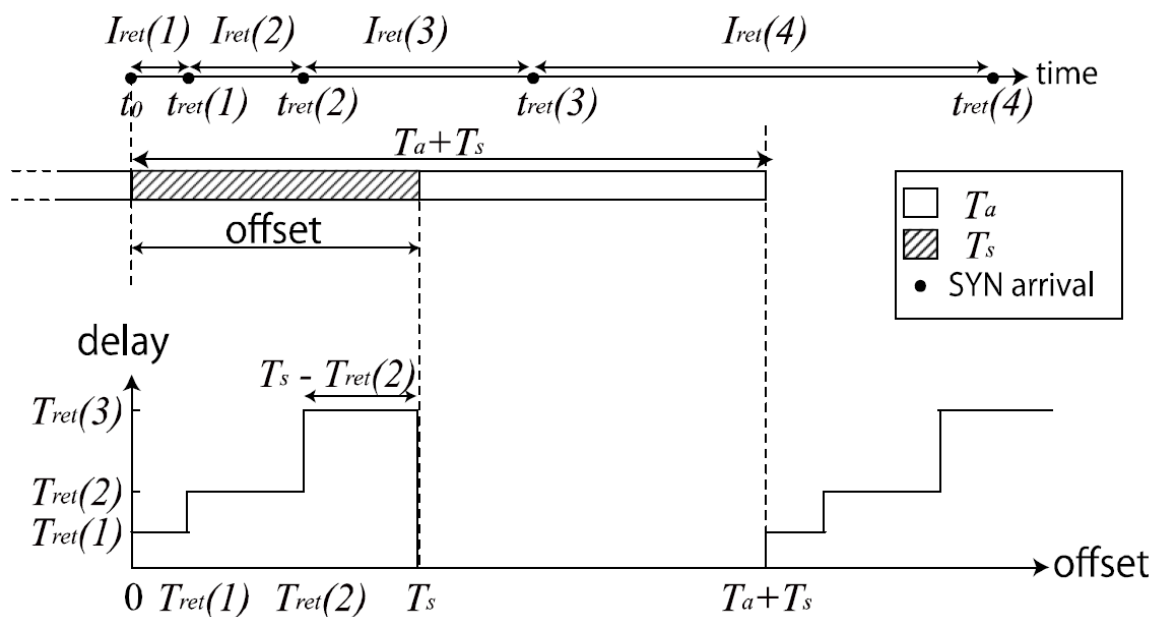 Iret(1) Iret(2) Iret(3) Iret(4)
time
t0 tret(1) tret(2) tret(3) tret(4)
Ta+Ts
offset
Ta
Ts
SYN arrival
delay
Ts - Tret(2)
Tret(3)
Tret(2)
Tret(1)
offset
0 Tret(1) Tret(2) Ts Ta+Ts